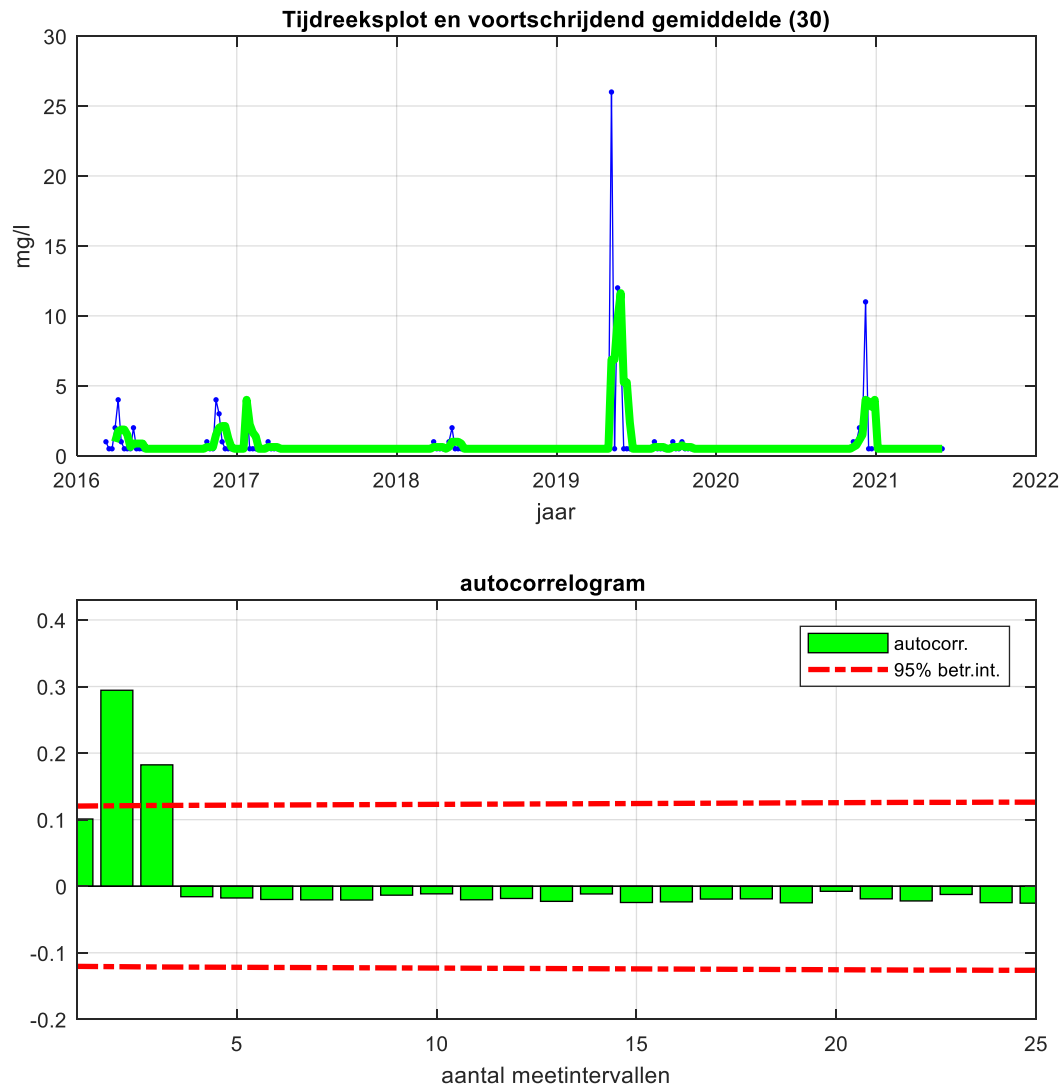 Tijdreeksplot en voortschrijdend gemiddelde (30)
30
25
20
15
10
5
0
mg/l
2016 2017 2018 2019 2020 2021 2022
jaar
autocorrelogram
0.4
0.3
0.2
0.1
0
-0.1
-0.2
autocorr.
95% betr.int.
5 10 15 20 25
aantal meetintervallen